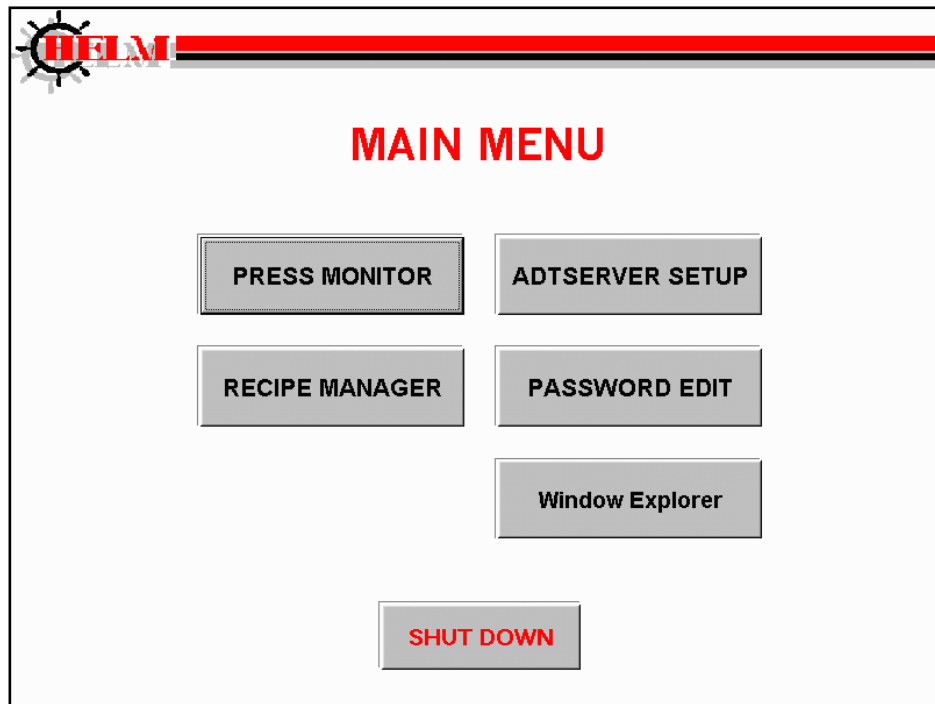 HELM
MAIN MENU
PRESS MONITOR
ADTSERVER SETUP
RECIPE MANAGER
PASSWORD EDIT
Window Explorer
SHUT DOWN